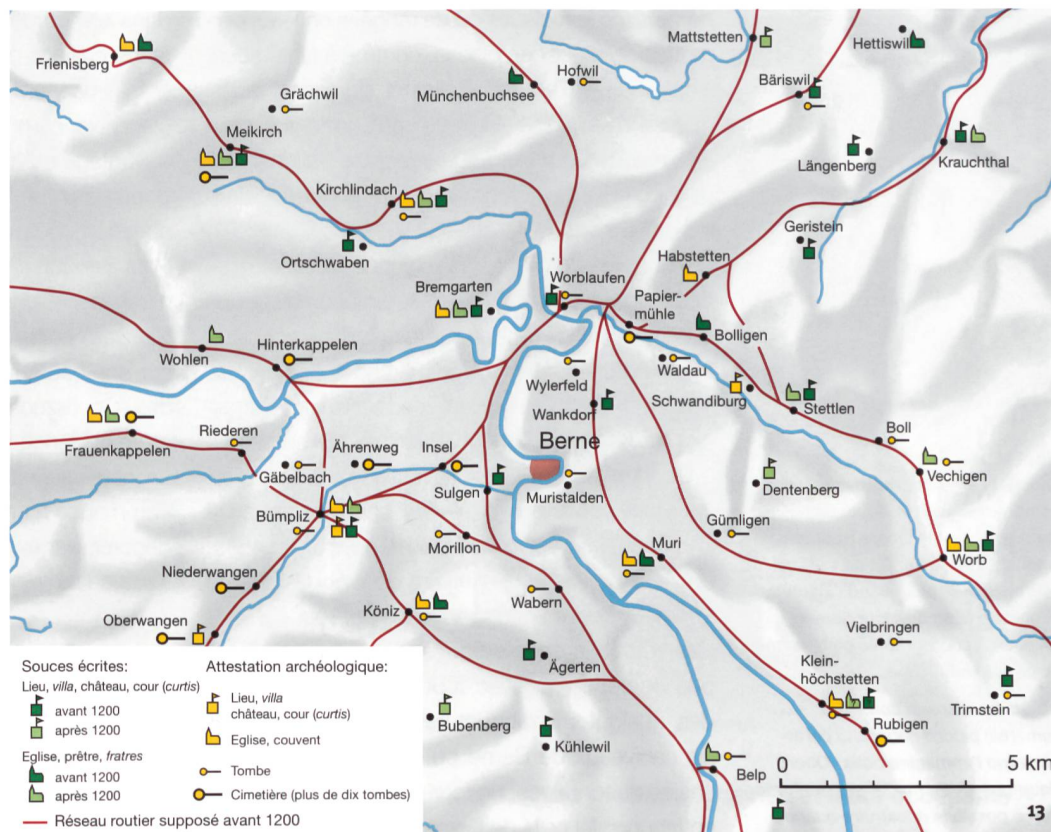 Mattstetten
Hettiswil
Frienisberg
Hofwil
Münchenbuchsee
Bäriswil
Grächwil
Meikirch
Längenberg
Krauchthal
Kirchlindach
Geristein
Ortschwaben
Habstetten
Worblaufen
Bremgarten
Papier-
mühle
Bolligen
Wohlen
Hinterkappelen
Waldau
Wylerfeld
Schwandiburg
Wankdorf
Stettlen
Frauenkappelen
Riederen
Boll
Ährenweg
Insel
Berne
Gäbelbach
Vechigen
Sulgen
Muristalden
Dentenberg
Bümpliz
Gümligen
Morillon
Muri
Worb
Niederwangen
Wabern
Köniz
Oberwangen
Vielbringen
Ägerten
Klein-
höchstetten
Trimstein
Bubenberg
Kühlewil
Rubigen
Belp
Souces écrites:
Lieu, villa, château, cour (curtis)
avant 1200
après 1200
Eglise, prêtre, fratres
avant 1200
après 1200
Réseau routier supposé avant 1200
Attestation archéologique:
Lieu, villa
château, cour (curtis)
Eglise, couvent
Tombe
Cimetière (plus de dix tombes)
0
5 km
13